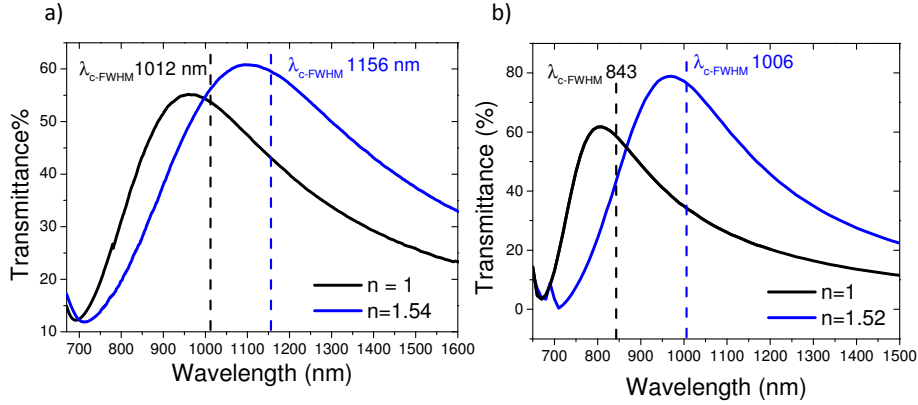 a)
λc-FWHM 1012 nm
λc-FWHM 1156 nm
Transmittance%
60
50
40
30
20
10
n = 1
n=1.54
700 800 900 1000 1100 1200 1300 1400 1500 1600
Wavelength (nm)
b)
λc-FWHM 843
λc-FWHM 1006
Transmittance (%)
80
60
40
20
0
n=1
n=1.52
700 800 900 1000 1100 1200 1300 1400 1500
Wavelength (nm)